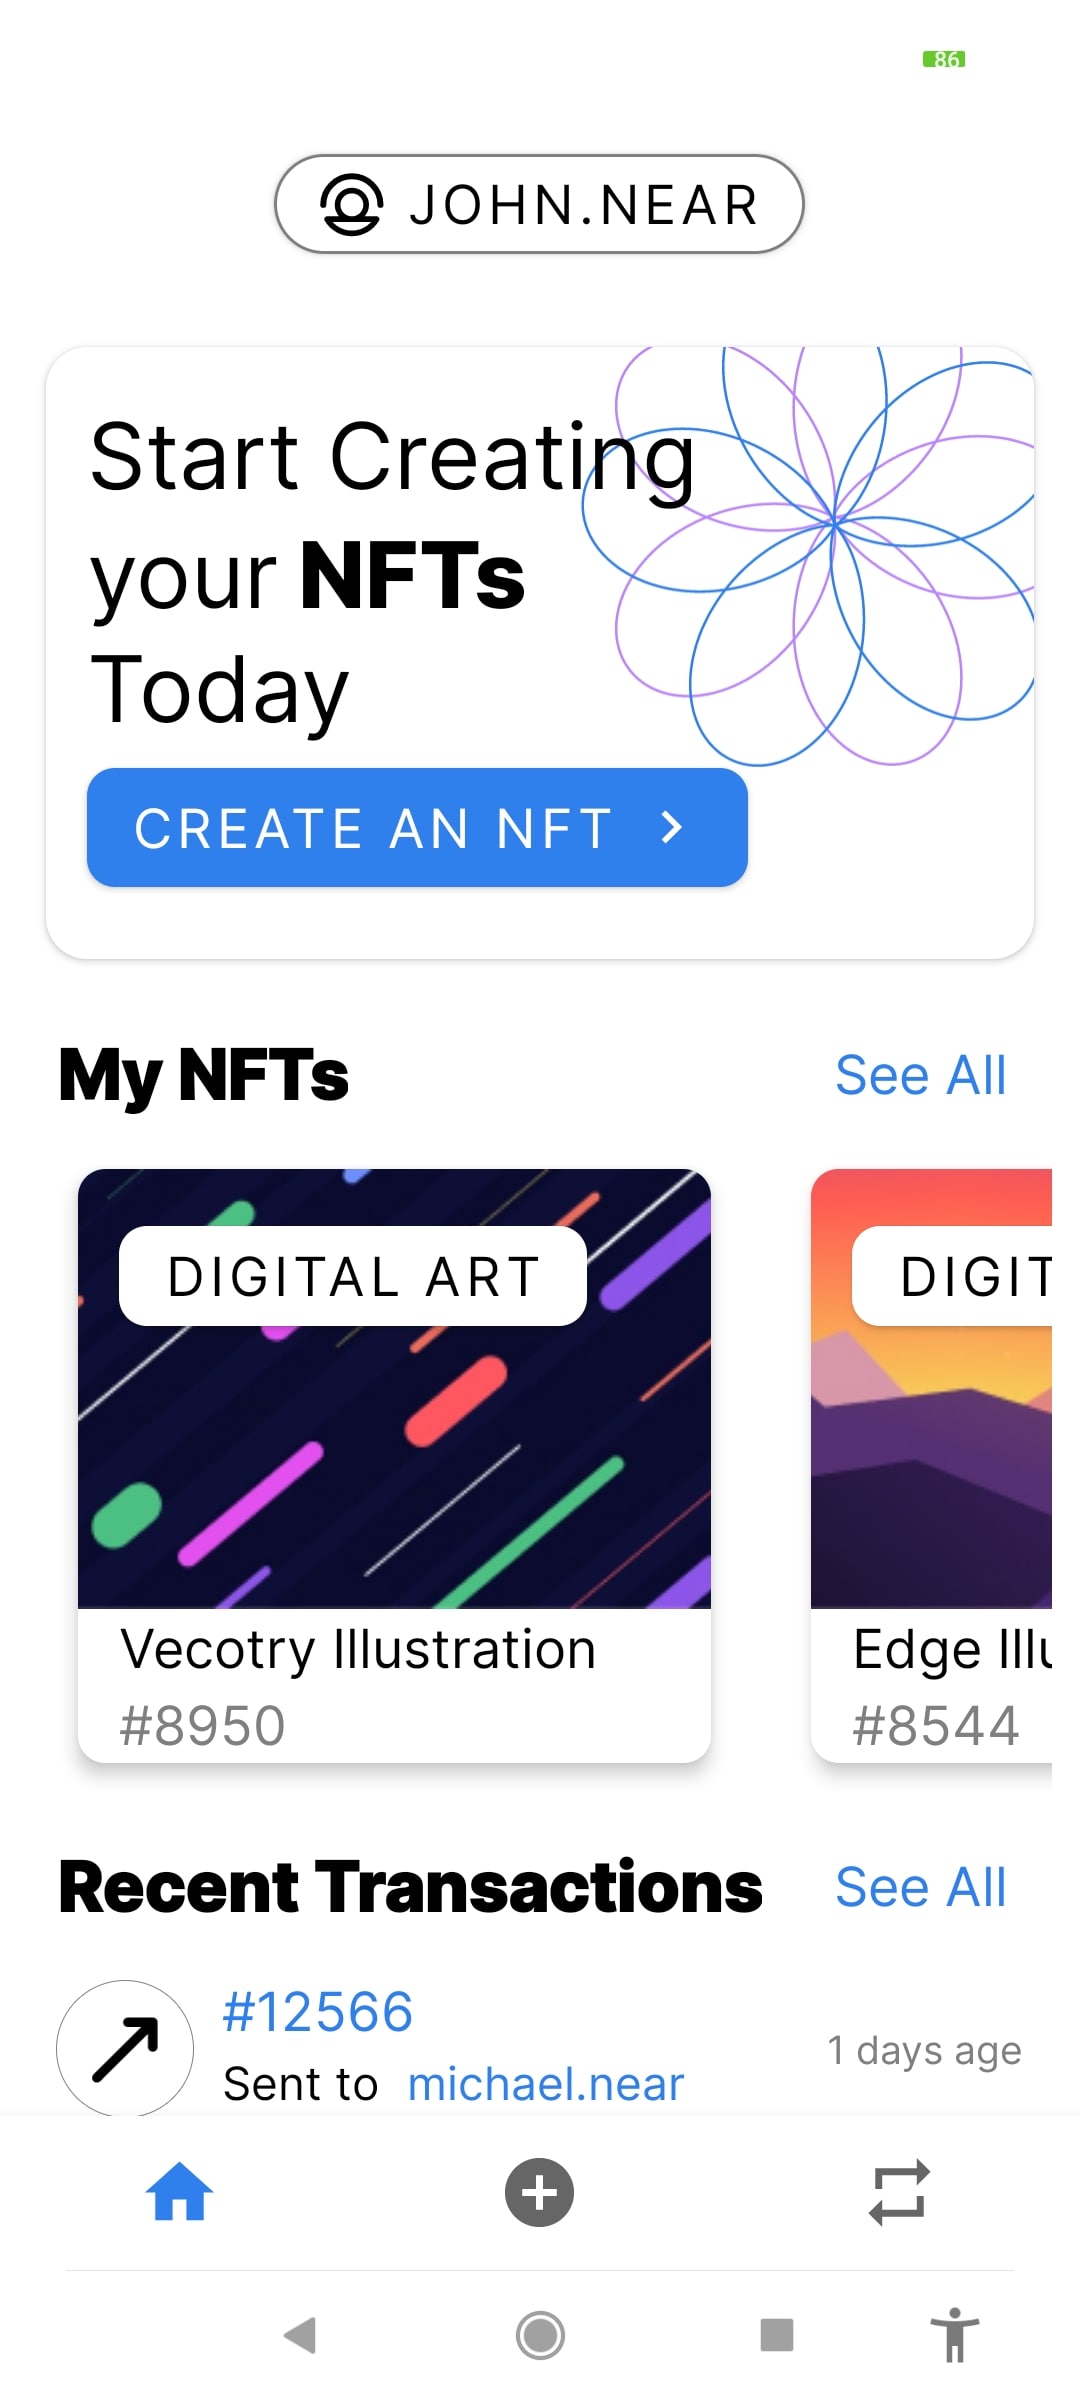 86
JOHN.NEAR
Start Creating
your NFTs
Today
CREATE AN NFT
My NFTs
See All
DIGITAL ART
DIGIT
Vecotry Illustration
Edge Illu
#8950
#8544
Recent Transactions
See All
#12566
1 days age
Sent to michael.near